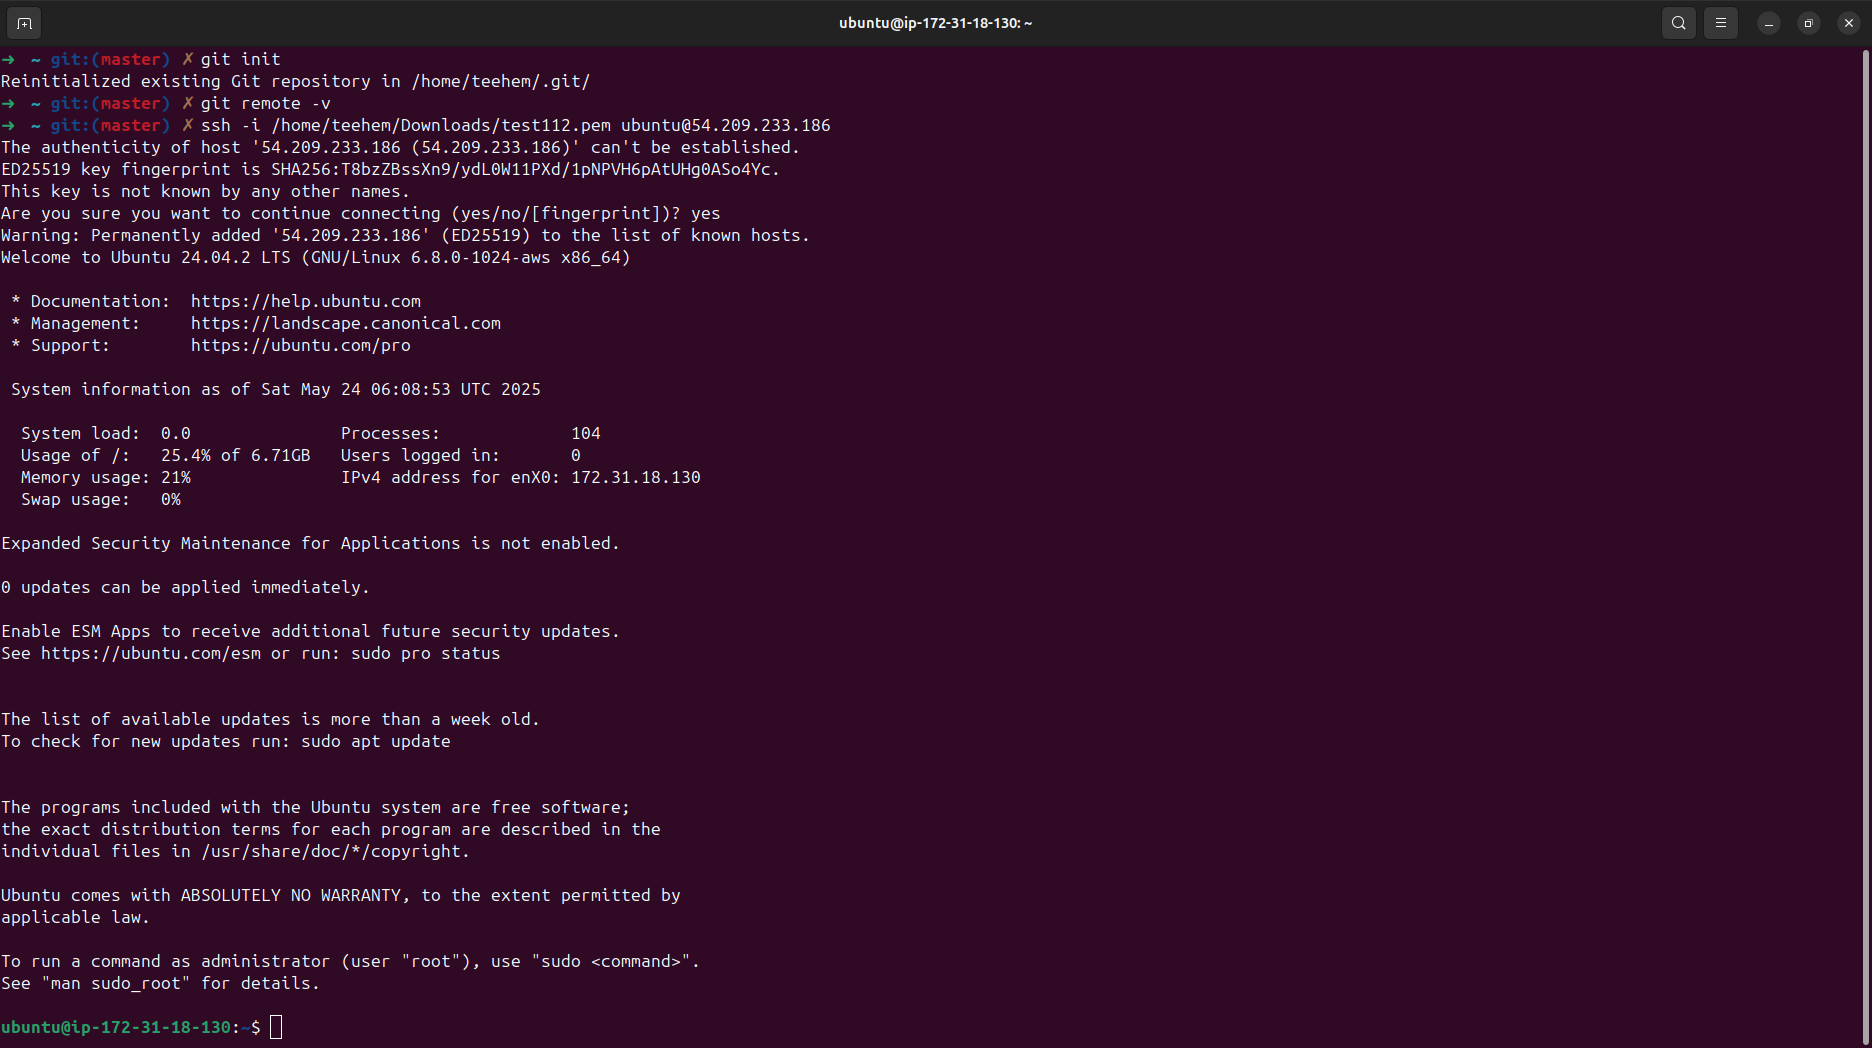 ubuntu@ip-172-31-18-130: ~
➜  ~ git:(master) ✗ git init
Reinitialized existing Git repository in /home/teehem/.git/
➜  ~ git:(master) ✗ git remote -v
➜  ~ git:(master) ✗ ssh -i /home/teehem/Downloads/test112.pem ubuntu@54.209.233.186
The authenticity of host '54.209.233.186 (54.209.233.186)' can't be established.
ED25519 key fingerprint is SHA256:T8bzZBssXn9/ydL0W11PXd/1pNPVH6pAtUHg0ASo4Yc.
This key is not known by any other names.
Are you sure you want to continue connecting (yes/no/[fingerprint])? yes
Warning: Permanently added '54.209.233.186' (ED25519) to the list of known hosts.
Welcome to Ubuntu 24.04.2 LTS (GNU/Linux 6.8.0-1024-aws x86_64)

 * Documentation:  https://help.ubuntu.com
 * Management:     https://landscape.canonical.com
 * Support:        https://ubuntu.com/pro

 System information as of Sat May 24 06:08:53 UTC 2025

  System load:  0.0               Processes:             104
  Usage of /:   25.4% of 6.71GB   Users logged in:       0
  Memory usage: 21%               IPv4 address for enX0: 172.31.18.130
  Swap usage:   0%

Expanded Security Maintenance for Applications is not enabled.

0 updates can be applied immediately.

Enable ESM Apps to receive additional future security updates.
See https://ubuntu.com/esm or run: sudo pro status


The list of available updates is more than a week old.
To check for new updates run: sudo apt update


The programs included with the Ubuntu system are free software;
the exact distribution terms for each program are described in the
individual files in /usr/share/doc/*/copyright.

Ubuntu comes with ABSOLUTELY NO WARRANTY, to the extent permitted by
applicable law.

To run a command as administrator (user "root"), use "sudo <command>".
See "man sudo_root" for details.

ubuntu@ip-172-31-18-130:~$